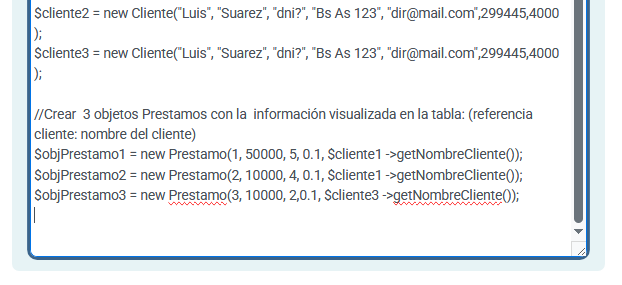 $cliente2 = new Cliente("Luis", "Suarez", "dni?", "Bs As 123", "dir@mail.com",299445,4000
);
$cliente3 = new Cliente("Luis", "Suarez", "dni?", "Bs As 123", "dir@mail.com",299445,4000
);
//Crear  3 objetos Prestamos con la  información visualizada en la tabla: (referencia
cliente: nombre del cliente)
$objPrestamo1 = new Prestamo(1, 50000, 5, 0.1, $cliente1 ->getNombreCliente());
$objPrestamo2 = new Prestamo(2, 10000, 4, 0.1, $cliente1 ->getNombreCliente());
$objPrestamo3 = new Prestamo(3, 10000, 2,0.1, $cliente3 ->getNombreCliente());